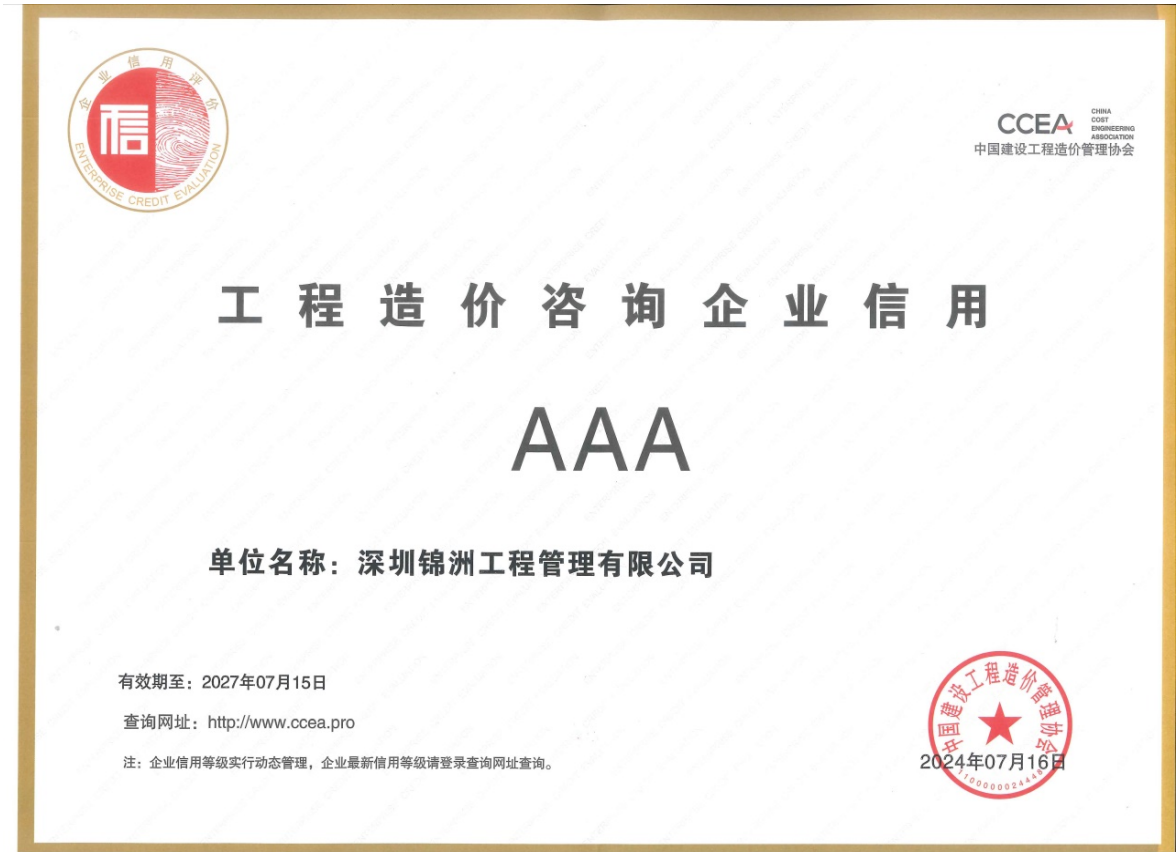 企业信用评价
信
ENTERPRISE CREDIT EVALUATION
CCEA
CHINA
COST
ENGINEERING
ASSOCIATION
中国建设工程造价管理协会
工程造价咨询企业信用
AAA
单位名称：深圳锦洲工程管理有限公司
有效期至：2027年07月15日
查询网址：http://www.ccea.pro
注：企业信用等级实行动态管理，企业最新信用等级请登录查询网址查询。
中国建设工程造价管理协会
2024年07月16日